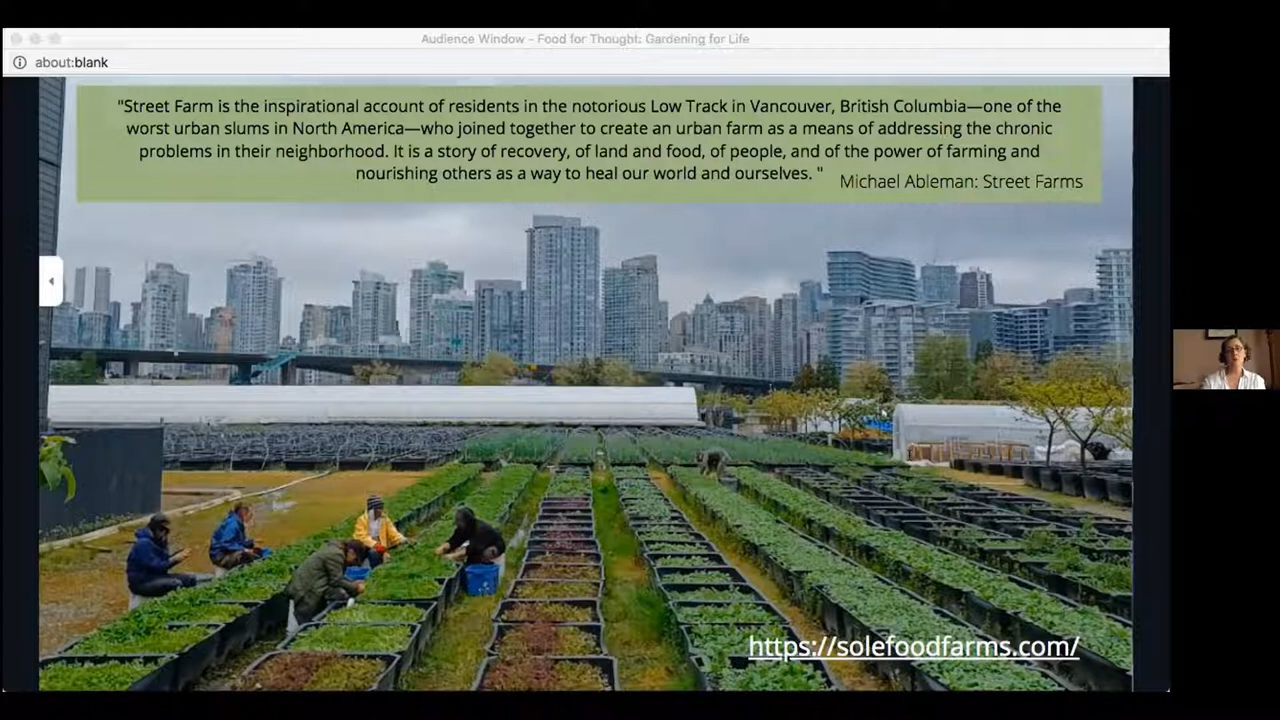 Audience Window - Food for Thought: Gardening for Life
about:blank
"Street Farm is the inspirational account of residents in the notorious Low Track in Vancouver, British Columbia—one of the
worst urban slums in North America—who joined together to create an urban farm as a means of addressing the chronic
problems in their neighborhood. It is a story of recovery, of land and food, of people, and of the power of farming and
nourishing others as a way to heal our world and ourselves. "
Michael Ableman: Street Farms
https://solefoodfarms.com/